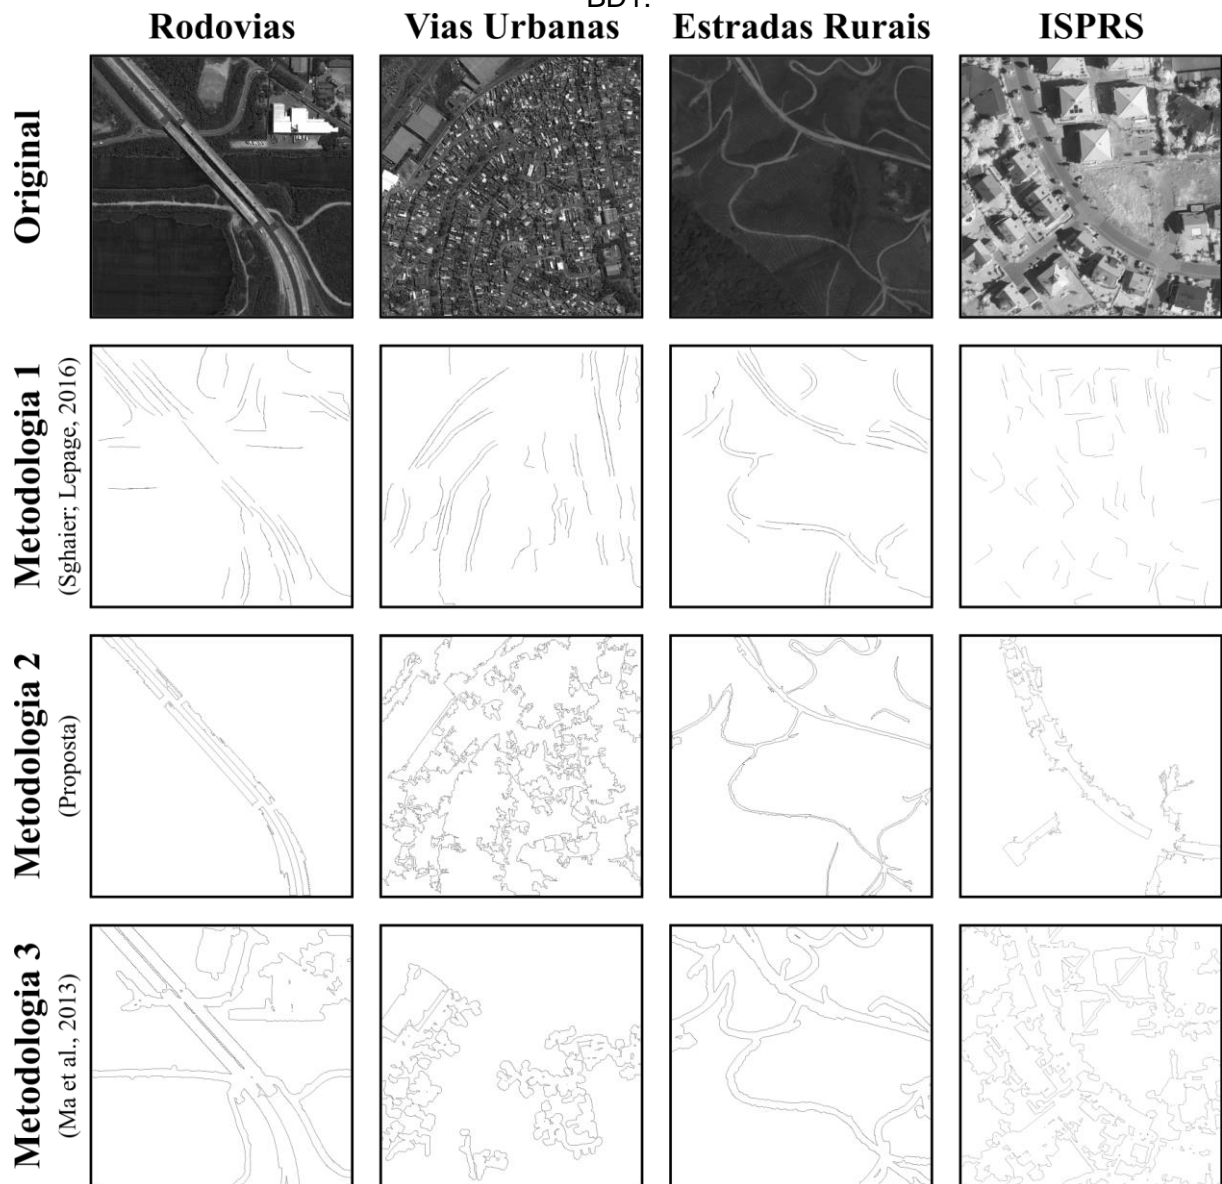 BDT.
Rodovias Vias Urbanas Estradas Rurais ISPRS
Original
Metodologia 1
(Sghaier; Lepage, 2016)
Metodologia 2
(Proposta)
Metodologia 3
(Ma et al., 2013)